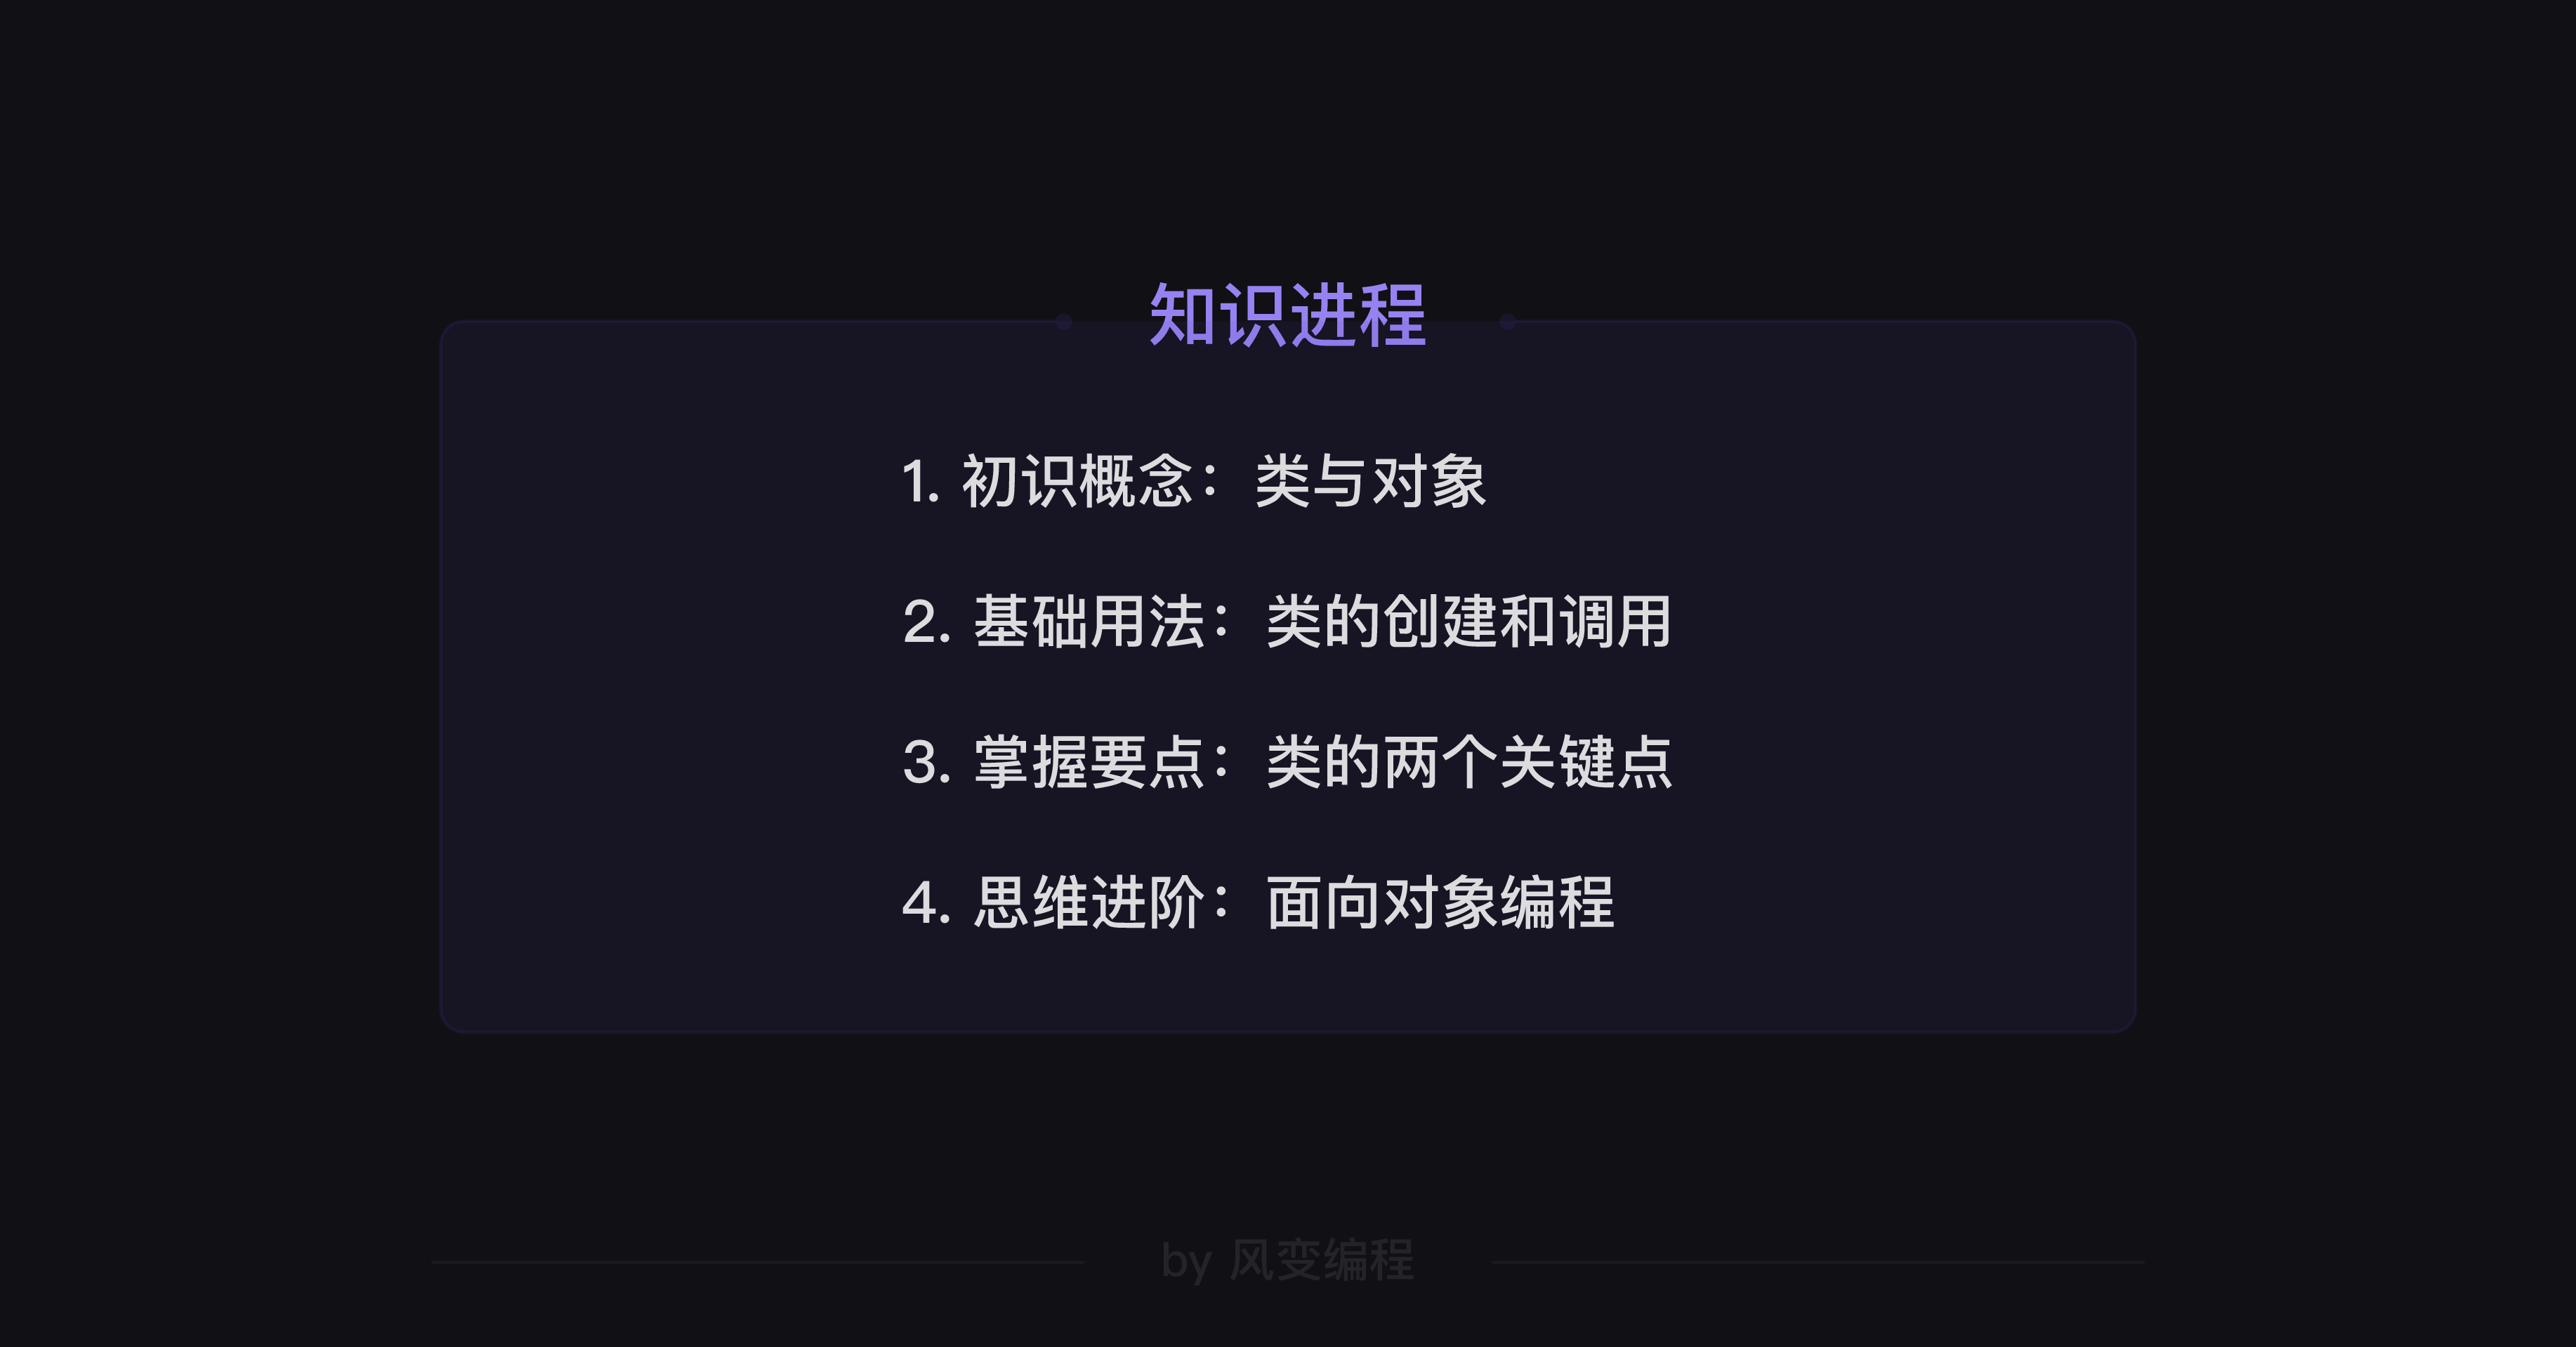 知识进程
1. 初识概念：类与对象
2. 基础用法：类的创建和调用
3. 掌握要点：类的两个关键点
4. 思维进阶：面向对象编程
by 风变编程